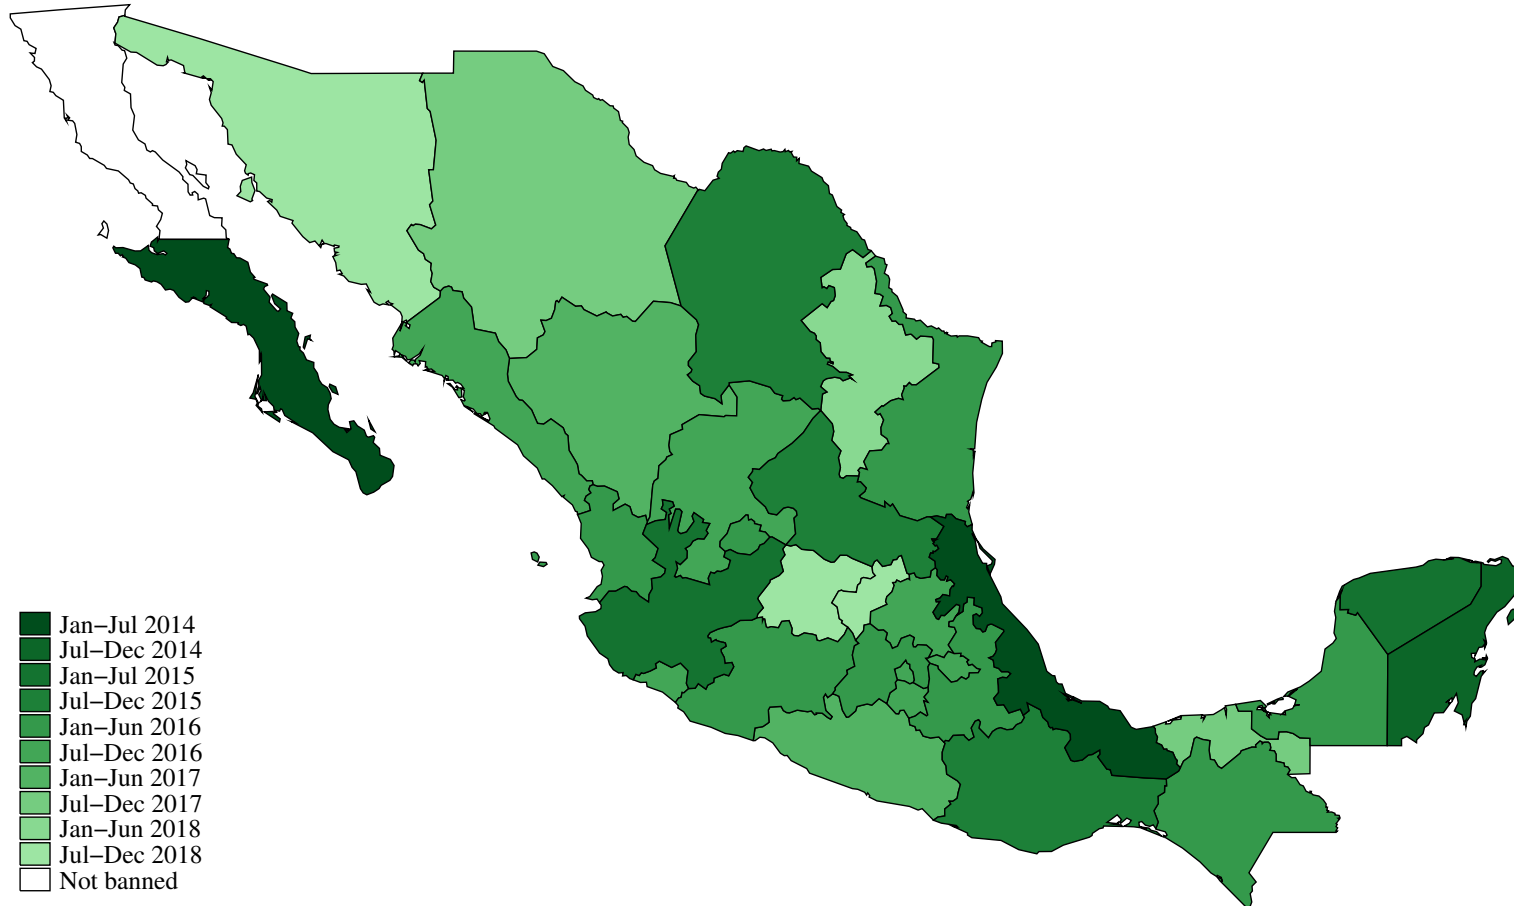 Jan−Jul 2014
Jul−Dec 2014
Jan−Jul 2015
Jul−Dec 2015
Jan−Jun 2016
Jul−Dec 2016
Jan−Jun 2017
Jul−Dec 2017
Jan−Jun 2018
Jul−Dec 2018
Not banned